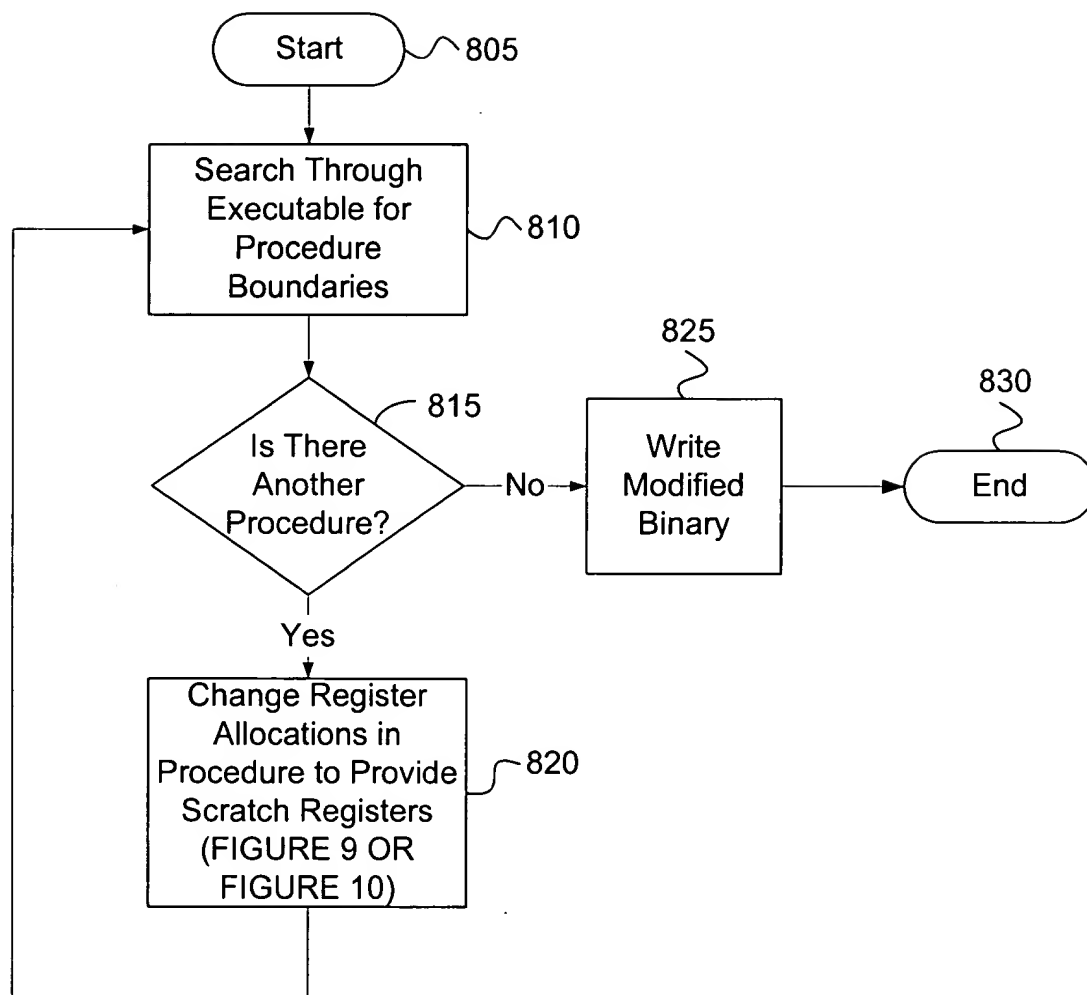 Start
805
Search Through
Executable for
Procedure
Boundaries
810
825
830
815
Is There
Another
Procedure?
No
Write
Modified
Binary
End
Yes
Change Register
Allocations in
Procedure to Provide
Scratch Registers
(FIGURE 9 OR
FIGURE 10)
820